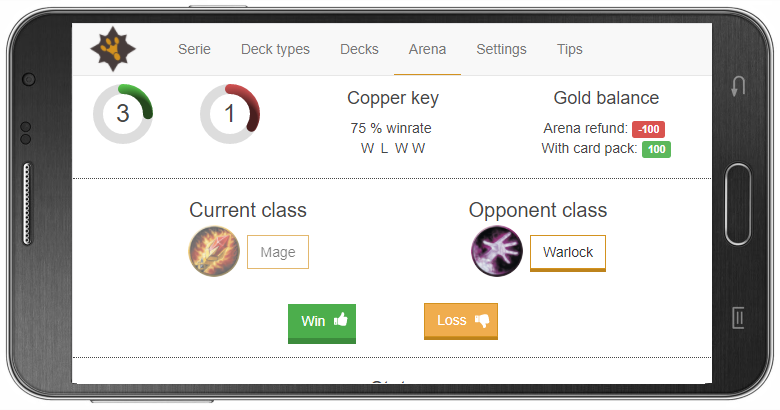 Serie Deck types Decks Arena Settings Tips
3 1
Copper key
75 % winrate
W L W W
Gold balance
Arena refund: -100
With card pack: 100
Current class
Mage
Opponent class
Warlock
Win
Loss